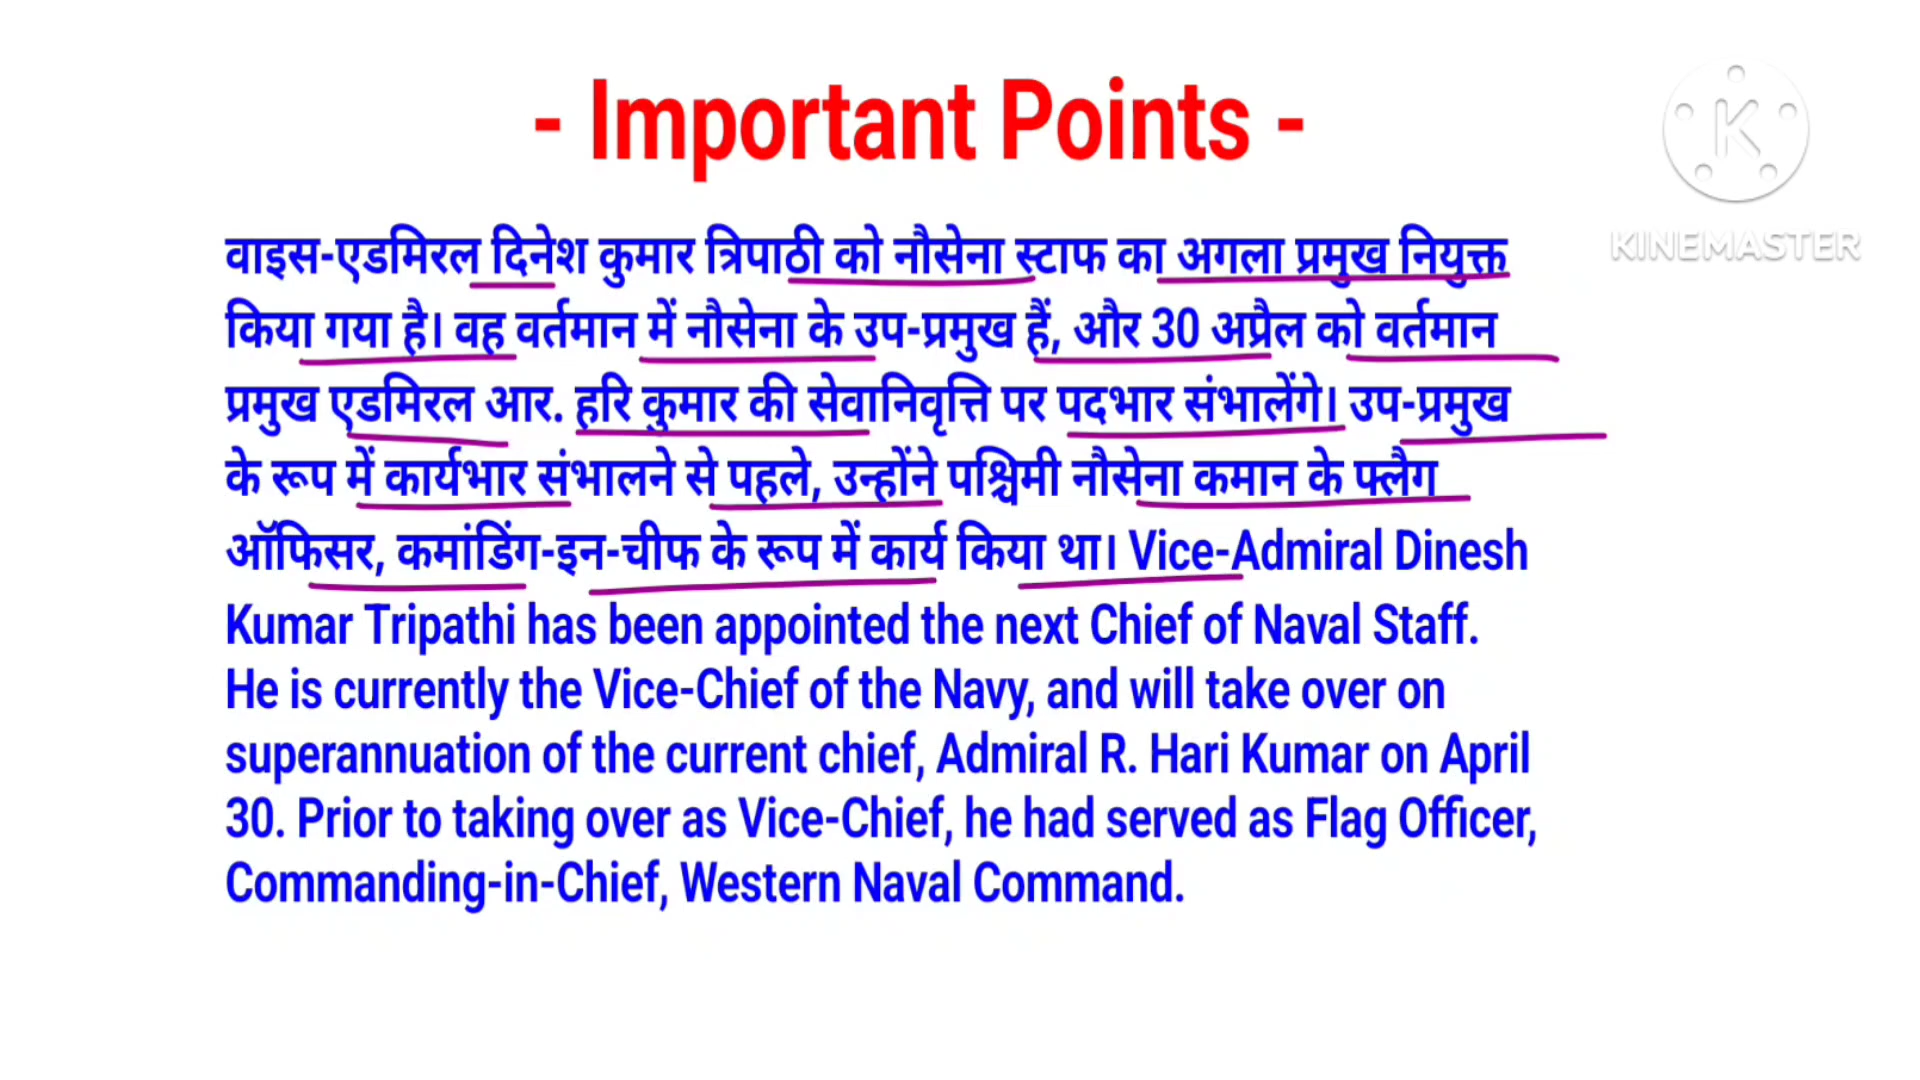 - Important Points -
KINEMASTER
वाइस-एडमिरल दिनेश कुमार त्रिपाठी को नौसेना स्टाफ का अगला प्रमुख नियुक्त
किया गया है। वह वर्तमान में नौसेना के उप-प्रमुख हैं, और 30 अप्रैल को वर्तमान
प्रमुख एडमिरल आर. हरि कुमार की सेवानिवृत्ति पर पदभार संभालेंगे। उप-प्रमुख
के रूप में कार्यभार संभालने से पहले, उन्होंने पश्चिमी नौसेना कमान के फ्लैग
ऑफिसर, कमांडिंग-इन-चीफ के रूप में कार्य किया था। Vice-Admiral Dinesh
Kumar Tripathi has been appointed the next Chief of Naval Staff.
He is currently the Vice-Chief of the Navy, and will take over on
superannuation of the current chief, Admiral R. Hari Kumar on April
30. Prior to taking over as Vice-Chief, he had served as Flag Officer,
Commanding-in-Chief, Western Naval Command.